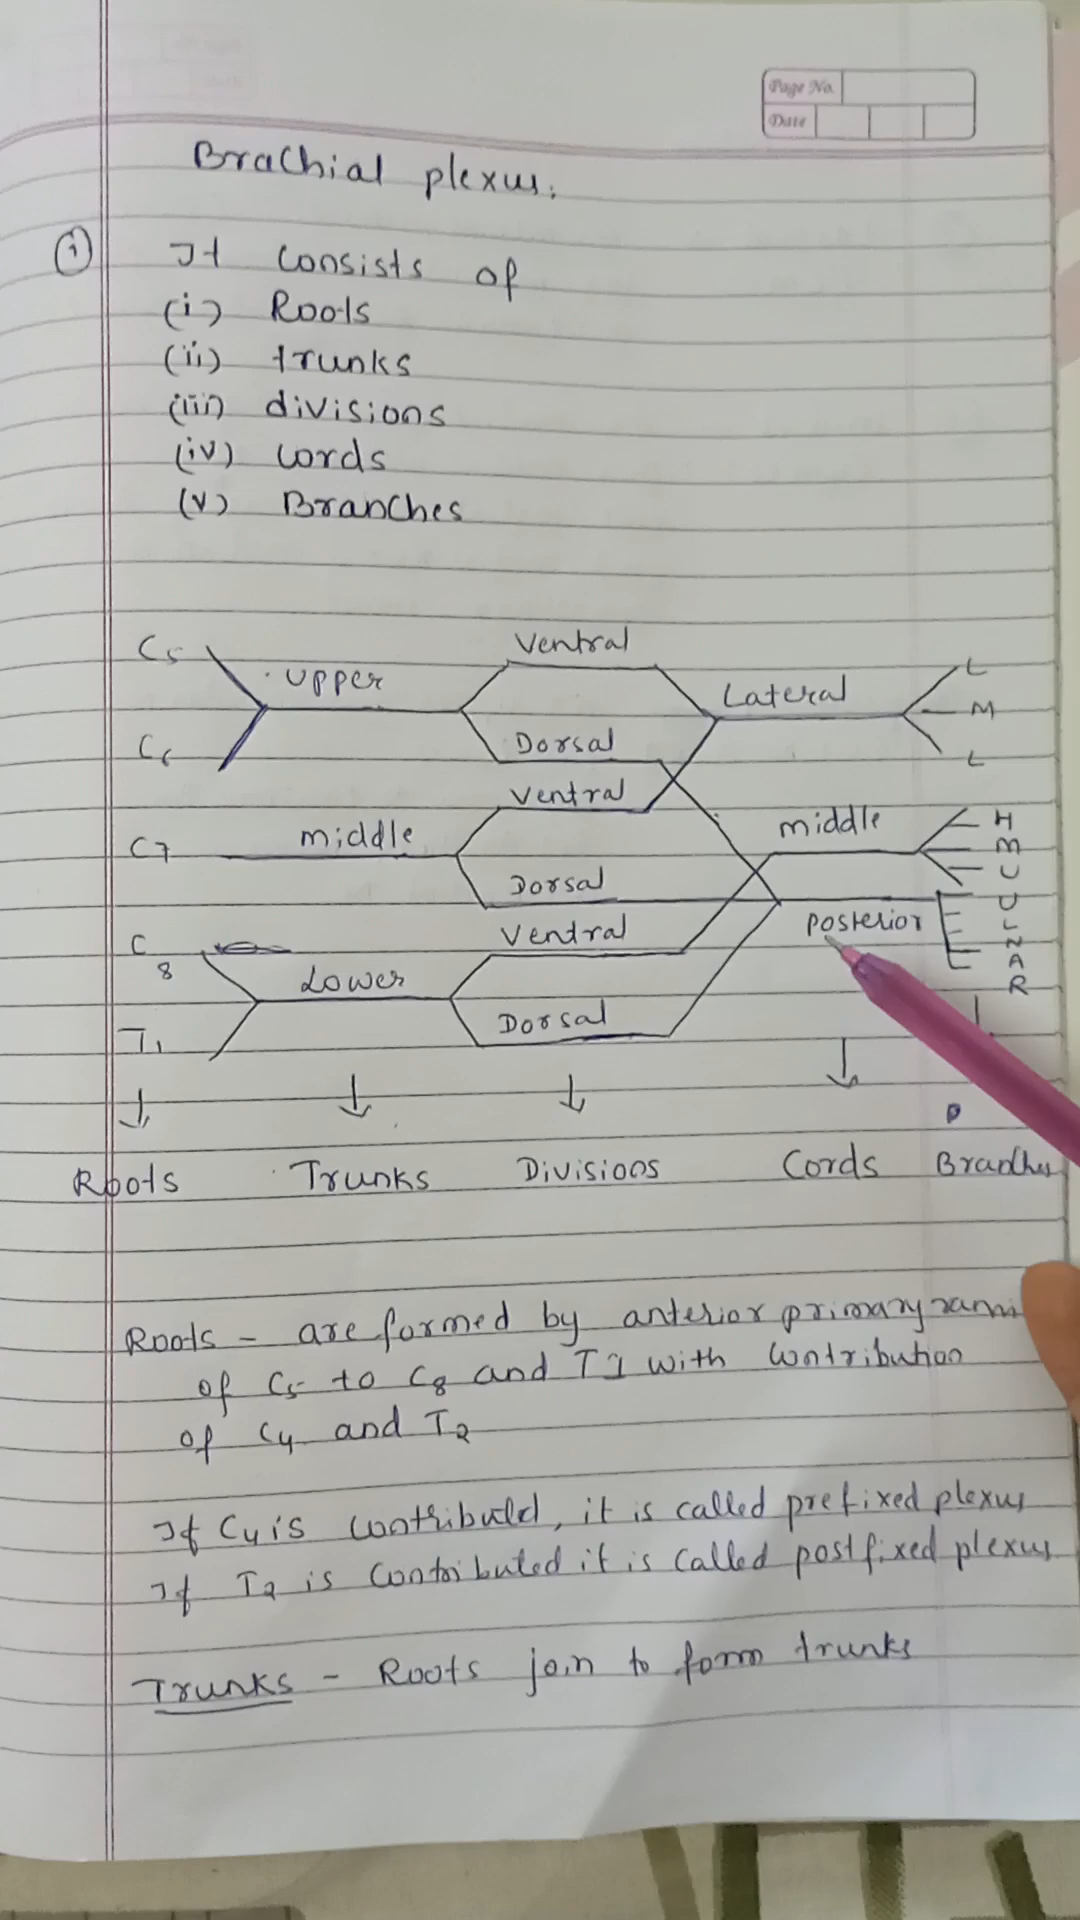 Page No.
Date
Brachial plexus.
(i) It consists of
(i) Roots
(ii) trunks
(iii) divisions
(iv) cords
(v) Branches
C5
Upper
Ventral
Lateral
L
M
L
C6
Dorsal
Ventral
C7
middle
Dorsal
middle
H
M
U
C8
Lower
Ventral
Dorsal
posterior
U
L
N
A
R
T1
Roots Trunks Divisions Cords Branches
Roots - are formed by anterior primary rami
of C5 to C8 and T1 with contribution
of C4 and T2
If C4 is contributed, it is called prefixed plexus
If T2 is contributed it is called postfixed plexus
Trunks - Roots join to form trunks